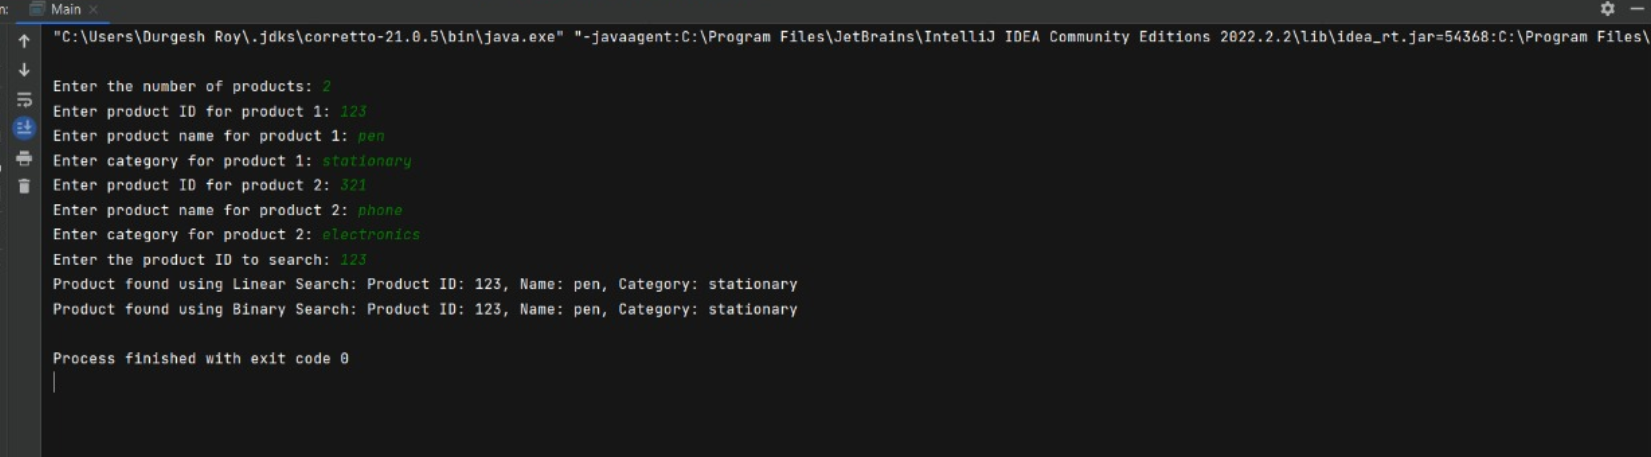 n:
Main
"C:\Users\Durgesh Roy\.jdks\corretto-21.0.5\bin\java.exe" "-javaagent:C:\Program Files\JetBrains\IntelliJ IDEA Community Editions 2022.2.2\lib\idea_rt.jar=54368:C:\Program Files\
Enter the number of products: 2
Enter product ID for product 1: 123
Enter product name for product 1: pen
Enter category for product 1: stationary
Enter product ID for product 2: 321
Enter product name for product 2: phone
Enter category for product 2: electronics
Enter the product ID to search: 123
Product found using Linear Search: Product ID: 123, Name: pen, Category: stationary
Product found using Binary Search: Product ID: 123, Name: pen, Category: stationary
Process finished with exit code 0